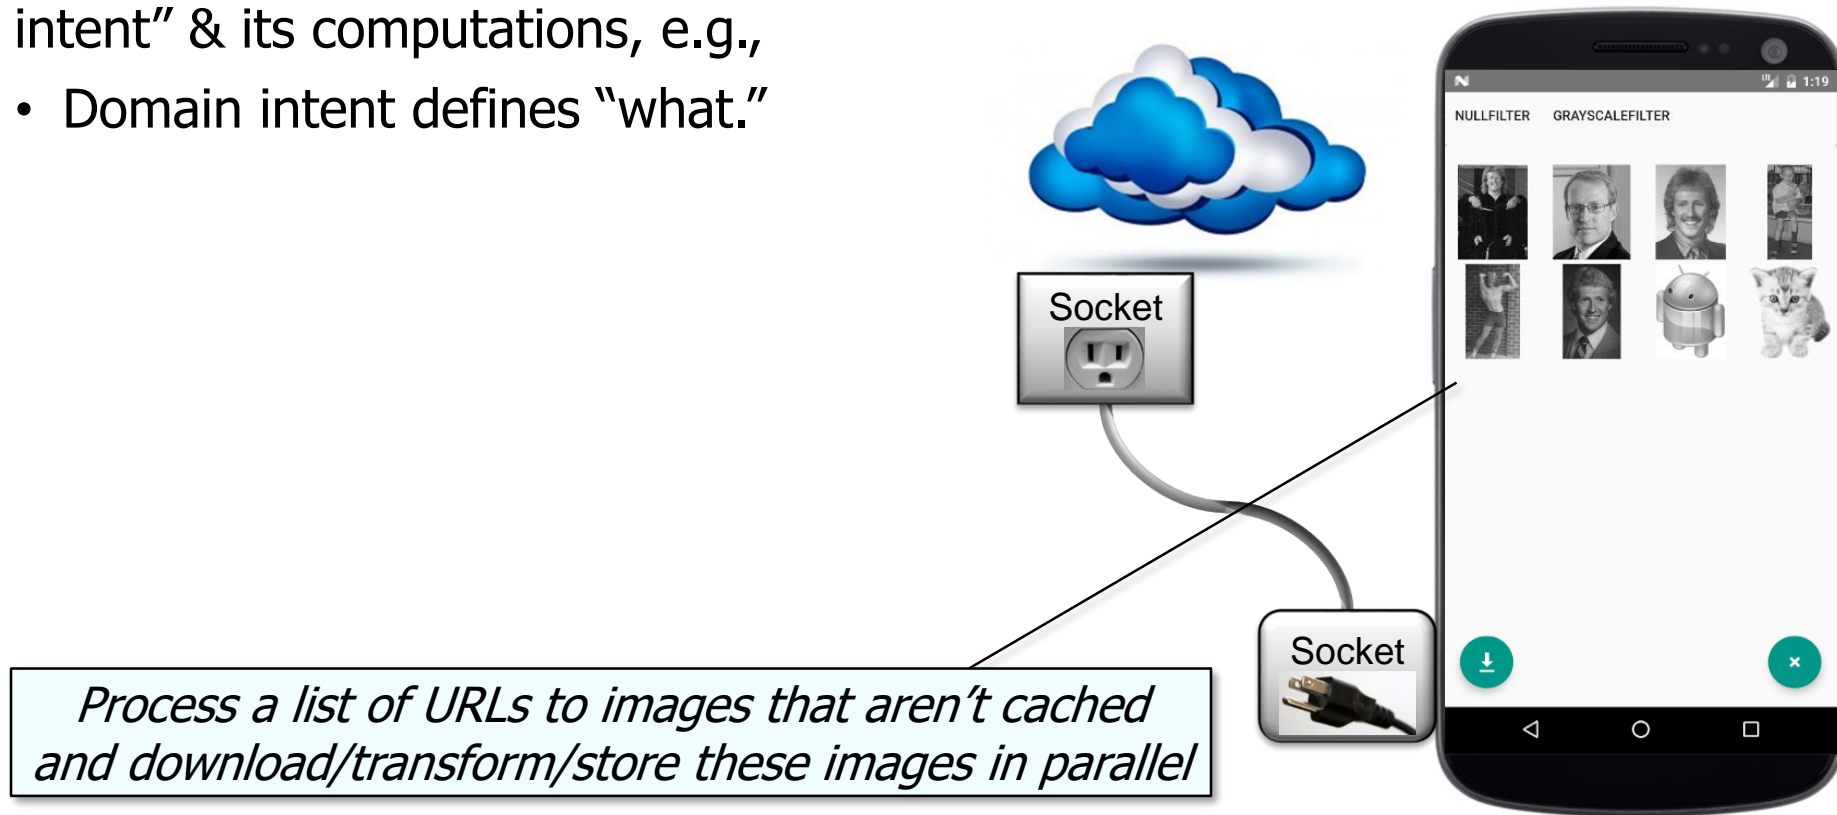 intent” & its computations, e.g.,
• Domain intent defines “what.”
Socket
Socket
LTE 1:19
NULLFILTER GRAYSCALEFILTER
Process a list of URLs to images that aren’t cached
and download/transform/store these images in parallel